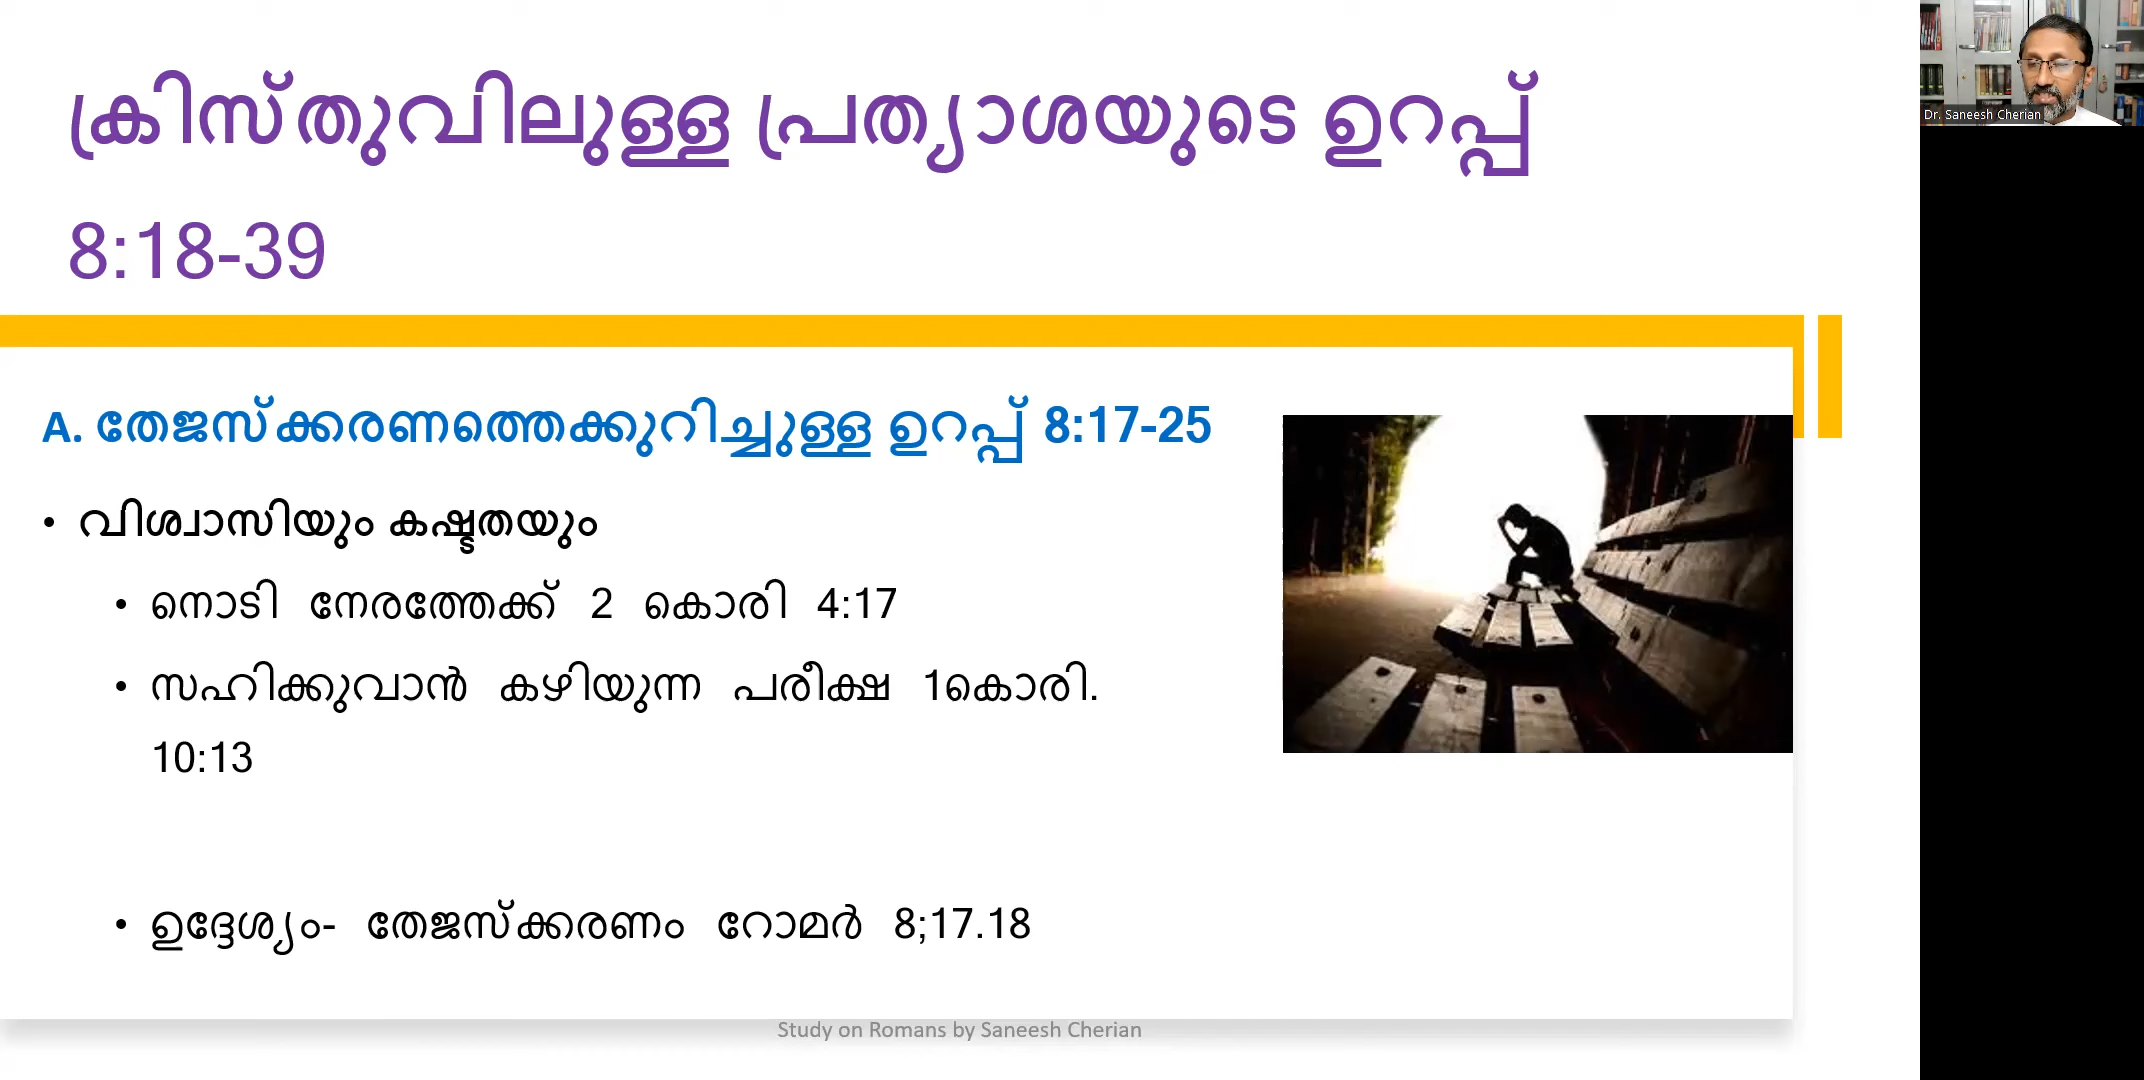 ക്രിസ്തുവിലുള്ള പ്രത്യാശയുടെ ഉറപ്പ്
8:18-39
A. തേജസ്ക്കരണത്തെക്കുറിച്ചുള്ള ഉറപ്പ് 8:17-25
• വിശ്വാസിയും കഷ്ടതയും
• നൊടി നേരത്തേക്ക് 2 കൊരി 4:17
• സഹിക്കുവാൻ കഴിയുന്ന പരീക്ഷ 1കൊരി.
10:13
• ഉദ്ദേശ്യം- തേജസ്ക്കരണം റോമർ 8;17.18
Study on Romans by Saneesh Cherian
Dr. Saneesh Cherian